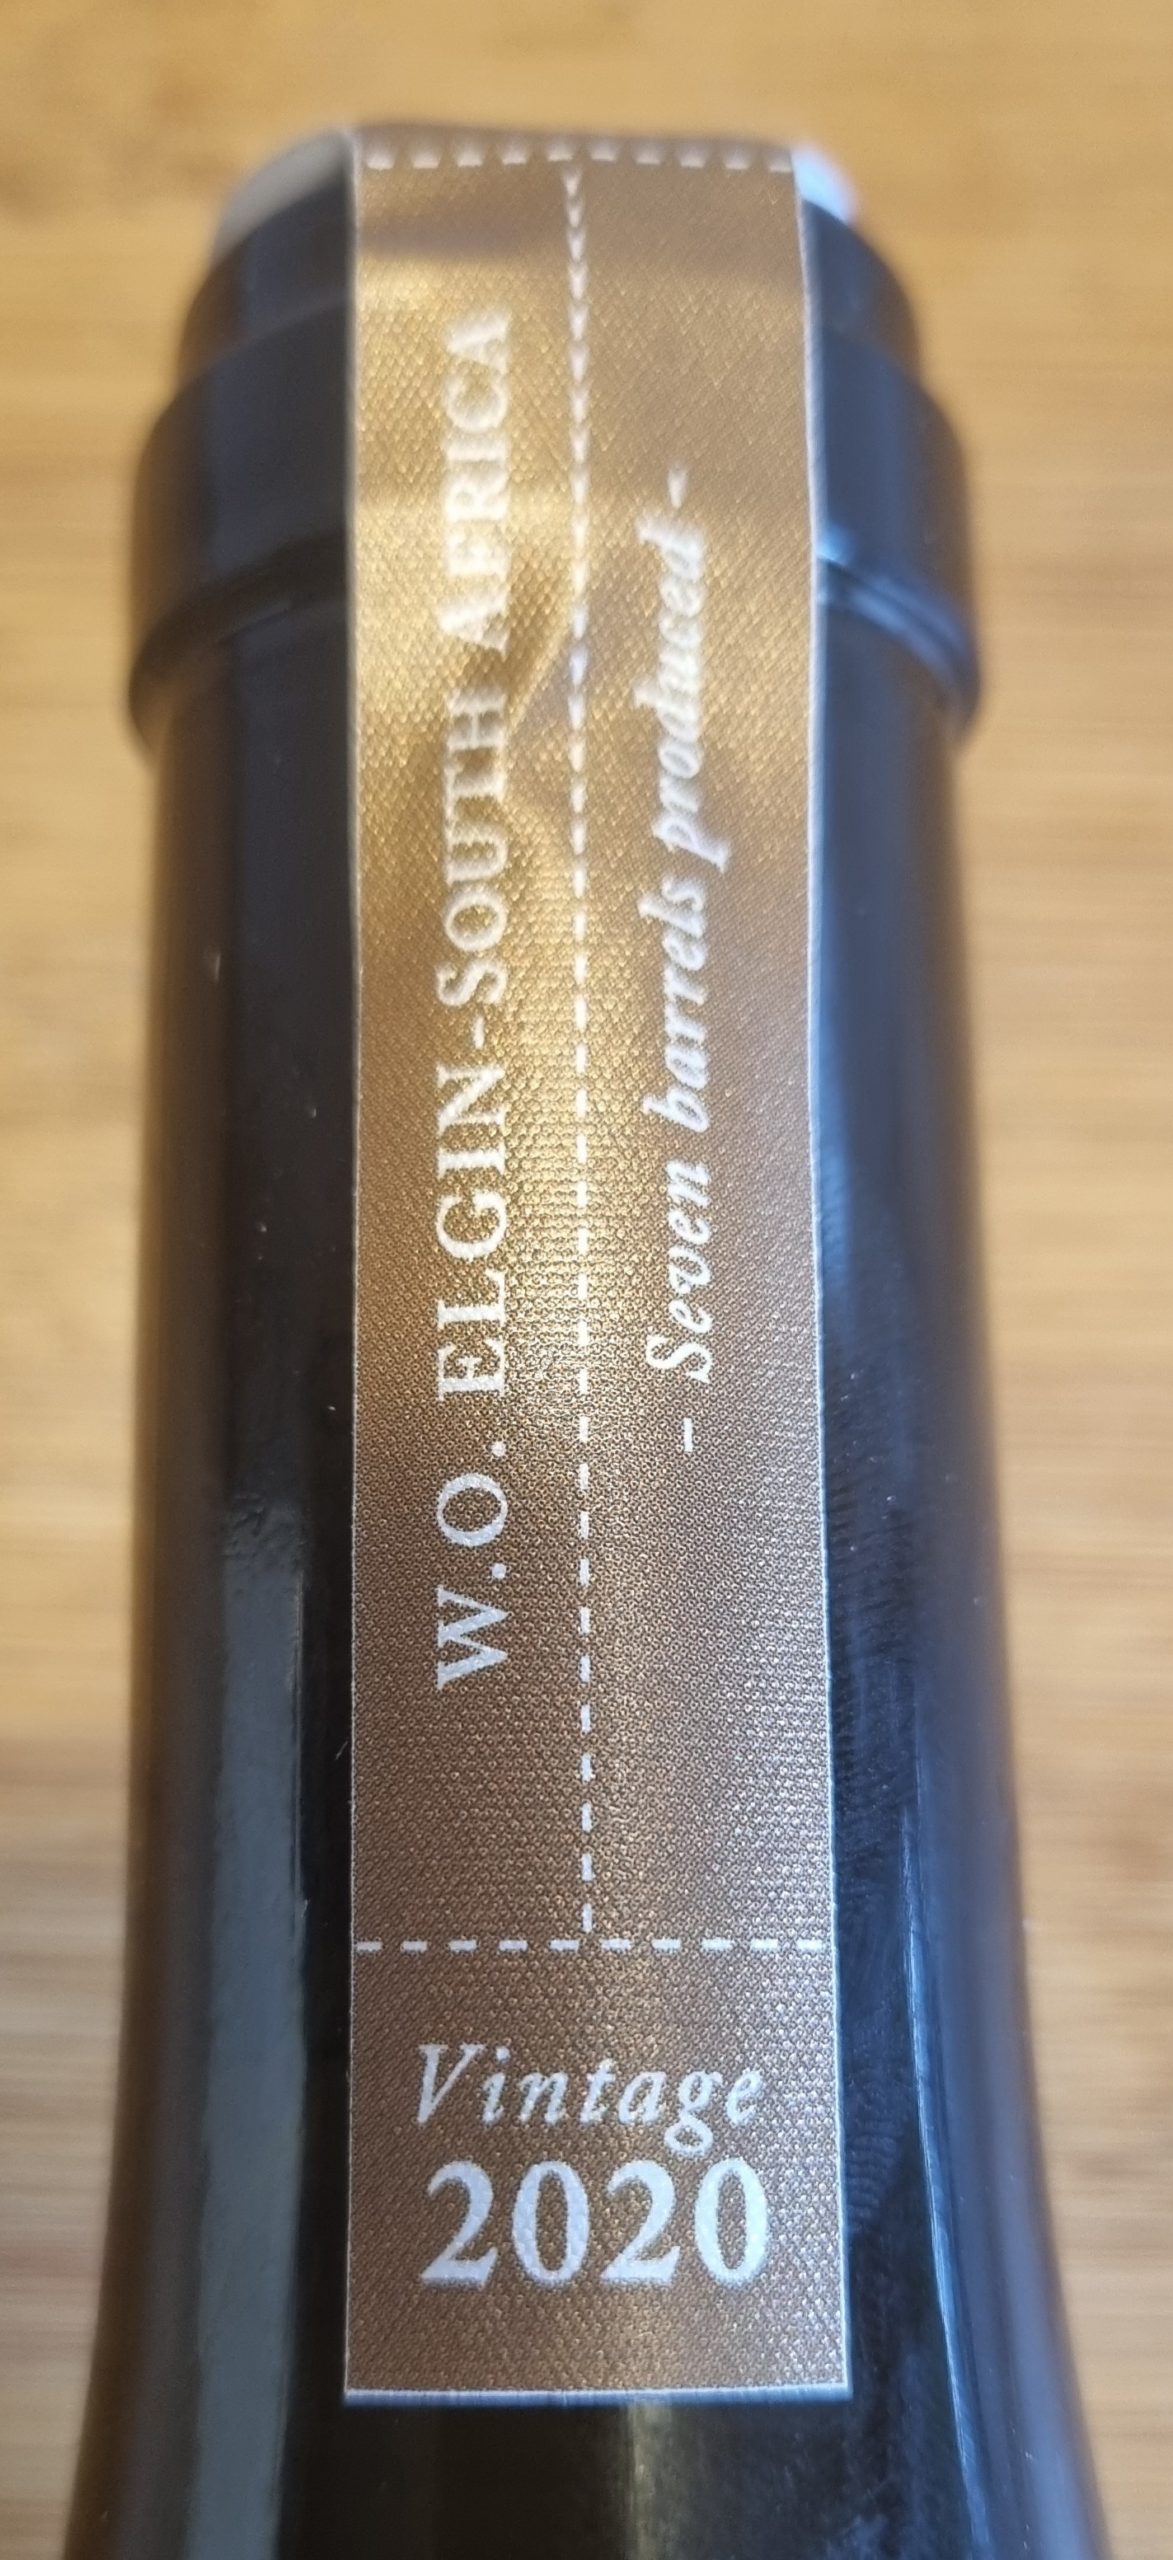 W.O. ELGIN-SOUTH AFRICA
- Seven barrels produced -
Vintage
2020